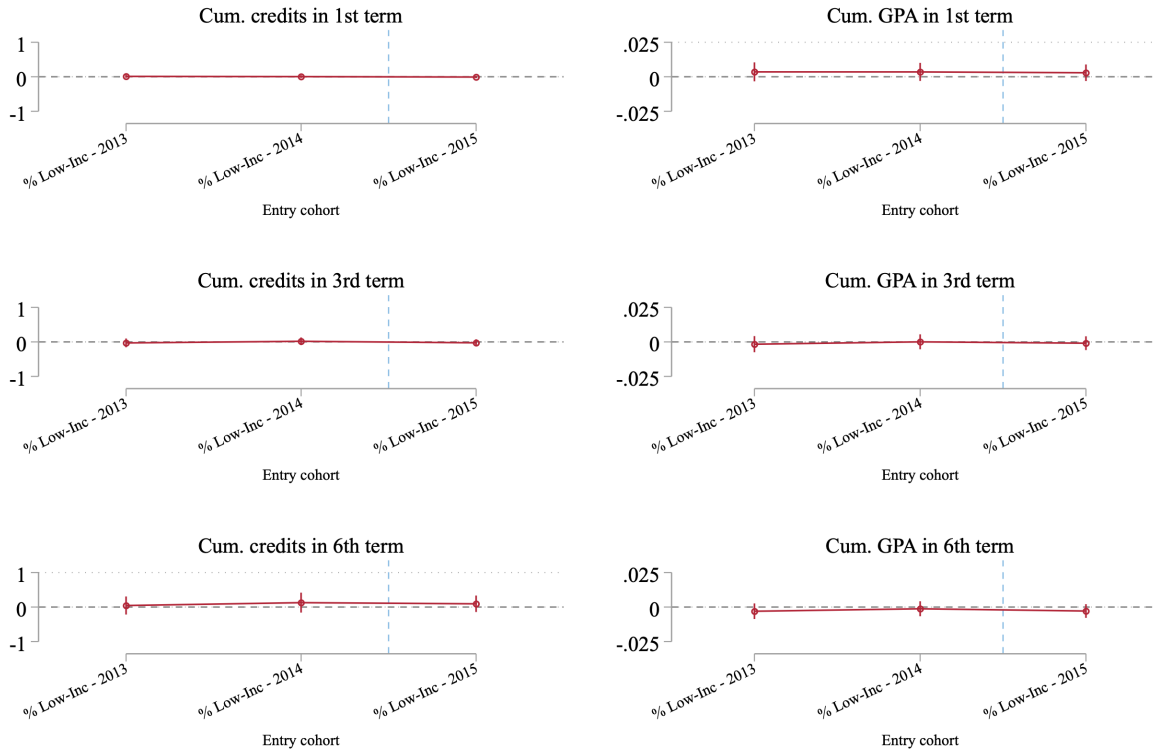 Cum. credits in 1st term
1
0
-1
% Low-Inc - 2013
% Low-Inc - 2014
% Low-Inc - 2015
Entry cohort
Cum. GPA in 1st term
.025
0
-.025
% Low-Inc - 2013
% Low-Inc - 2014
% Low-Inc - 2015
Entry cohort
Cum. credits in 3rd term
1
0
-1
% Low-Inc - 2013
% Low-Inc - 2014
% Low-Inc - 2015
Entry cohort
Cum. GPA in 3rd term
.025
0
-.025
% Low-Inc - 2013
% Low-Inc - 2014
% Low-Inc - 2015
Entry cohort
Cum. credits in 6th term
1
0
-1
% Low-Inc - 2013
% Low-Inc - 2014
% Low-Inc - 2015
Entry cohort
Cum. GPA in 6th term
.025
0
-.025
% Low-Inc - 2013
% Low-Inc - 2014
% Low-Inc - 2015
Entry cohort